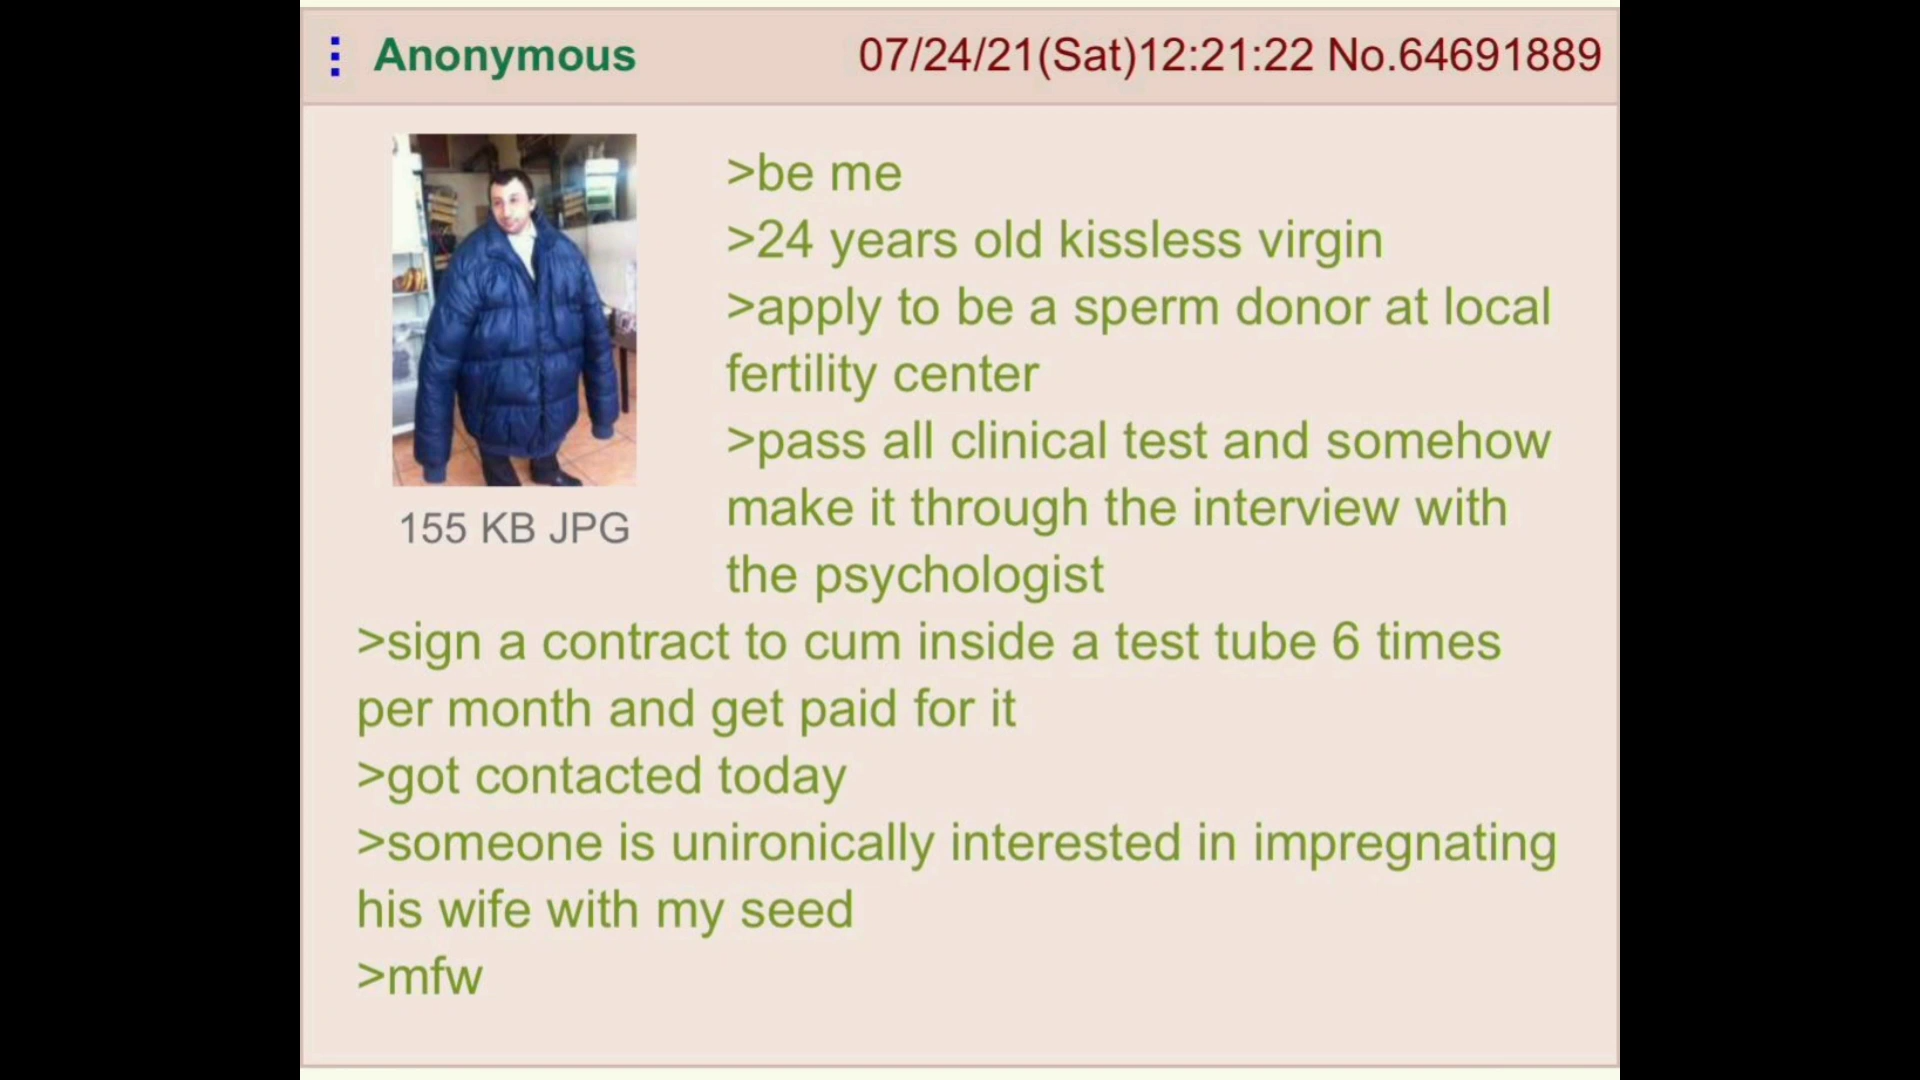 Anonymous 07/24/21(Sat)12:21:22 No.64691889
>be me
>24 years old kissless virgin
>apply to be a sperm donor at local
fertility center
>pass all clinical test and somehow
make it through the interview with
the psychologist
155 KB JPG
>sign a contract to cum inside a test tube 6 times
per month and get paid for it
>got contacted today
>someone is unironically interested in impregnating
his wife with my seed
>mfw